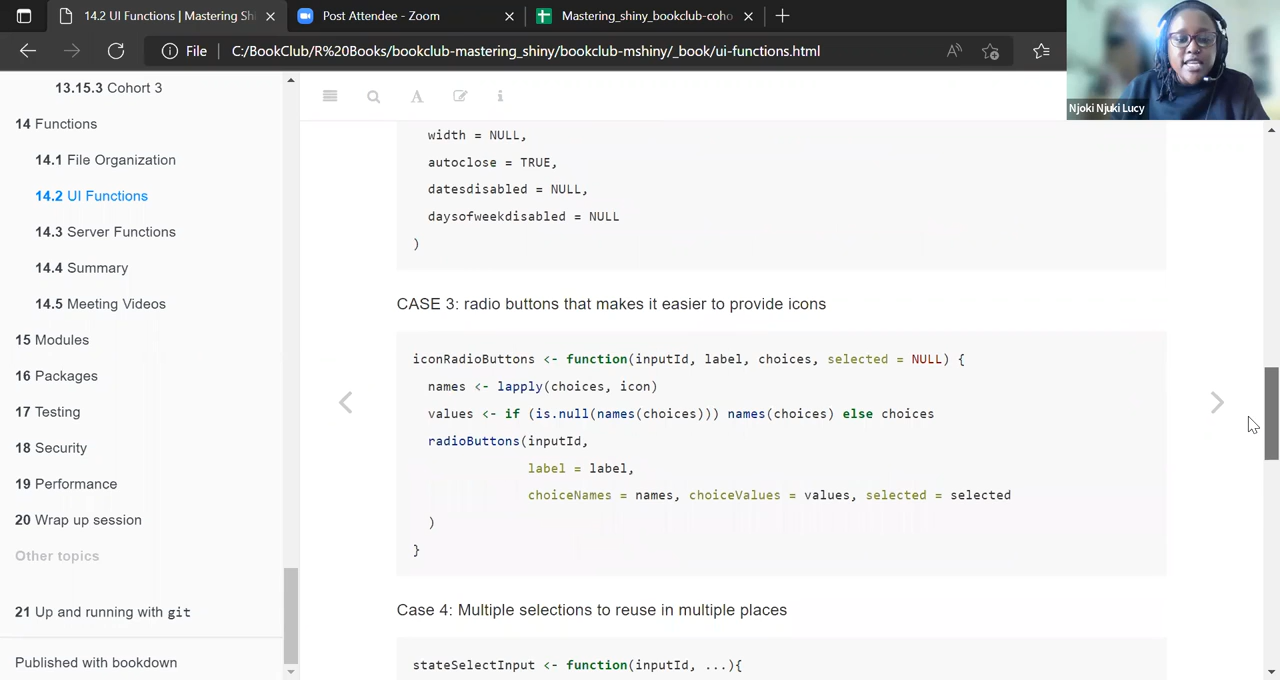 14.2 UI Functions | Mastering Shi
Post Attendee - Zoom
Mastering_shiny_bookclub-coho
File
C:/BookClub/R%20Books/bookclub-mastering_shiny/bookclub-mshiny/_book/ui-functions.html
Njoki Njuki Lucy
13.15.3 Cohort 3
14 Functions
14.1 File Organization
14.2 UI Functions
14.3 Server Functions
14.4 Summary
14.5 Meeting Videos
15 Modules
16 Packages
17 Testing
18 Security
19 Performance
20 Wrap up session
Other topics
21 Up and running with git
Published with bookdown
width = NULL,
autoclose = TRUE,
datesdisabled = NULL,
daysofweekdisabled = NULL
)
CASE 3: radio buttons that makes it easier to provide icons
iconRadioButtons <- function(inputId, label, choices, selected = NULL) {
names <- lapply(choices, icon)
values <- if (is.null(names(choices))) names(choices) else choices
radioButtons(inputId,
label = label,
choiceNames = names, choiceValues = values, selected = selected
)
}
Case 4: Multiple selections to reuse in multiple places
stateSelectInput <- function(inputId, ...){